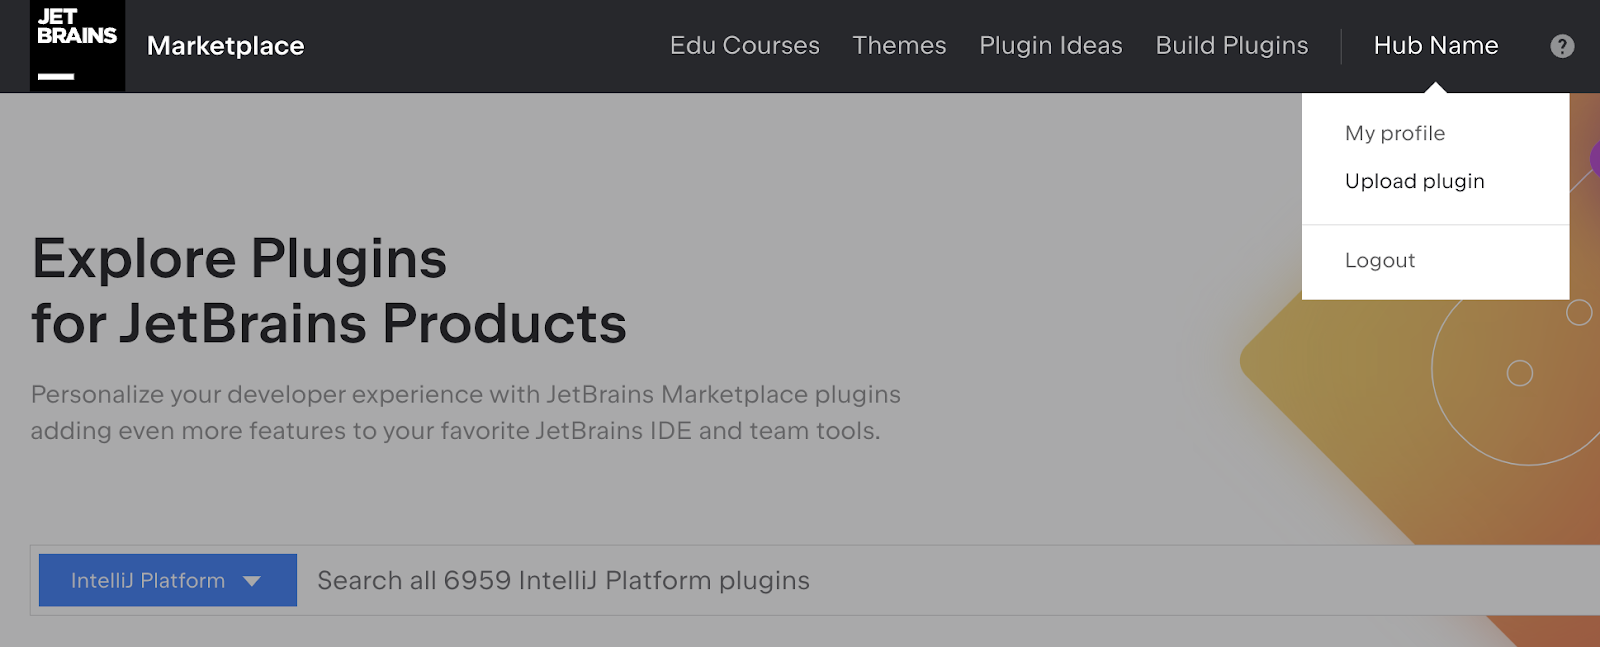 JET
BRAINS
Marketplace
Edu Courses
Themes
Plugin Ideas
Build Plugins
Hub Name
?
My profile
Upload plugin
Logout
Explore Plugins
for JetBrains Products
Personalize your developer experience with JetBrains Marketplace plugins
adding even more features to your favorite JetBrains IDE and team tools.
IntelliJ Platform
Search all 6959 IntelliJ Platform plugins